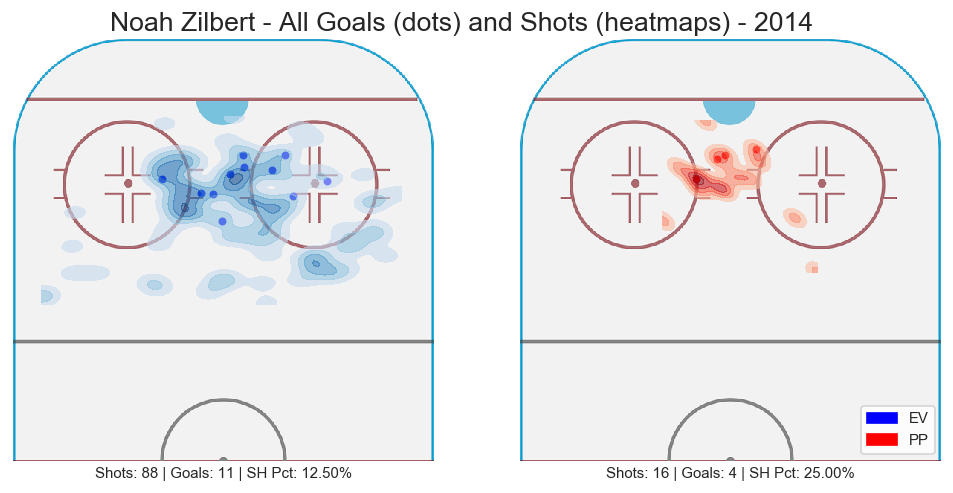 Noah Zilbert - All Goals (dots) and Shots (heatmaps) - 2014
EV
PP
Shots: 88 | Goals: 11 | SH Pct: 12.50%
Shots: 16 | Goals: 4 | SH Pct: 25.00%